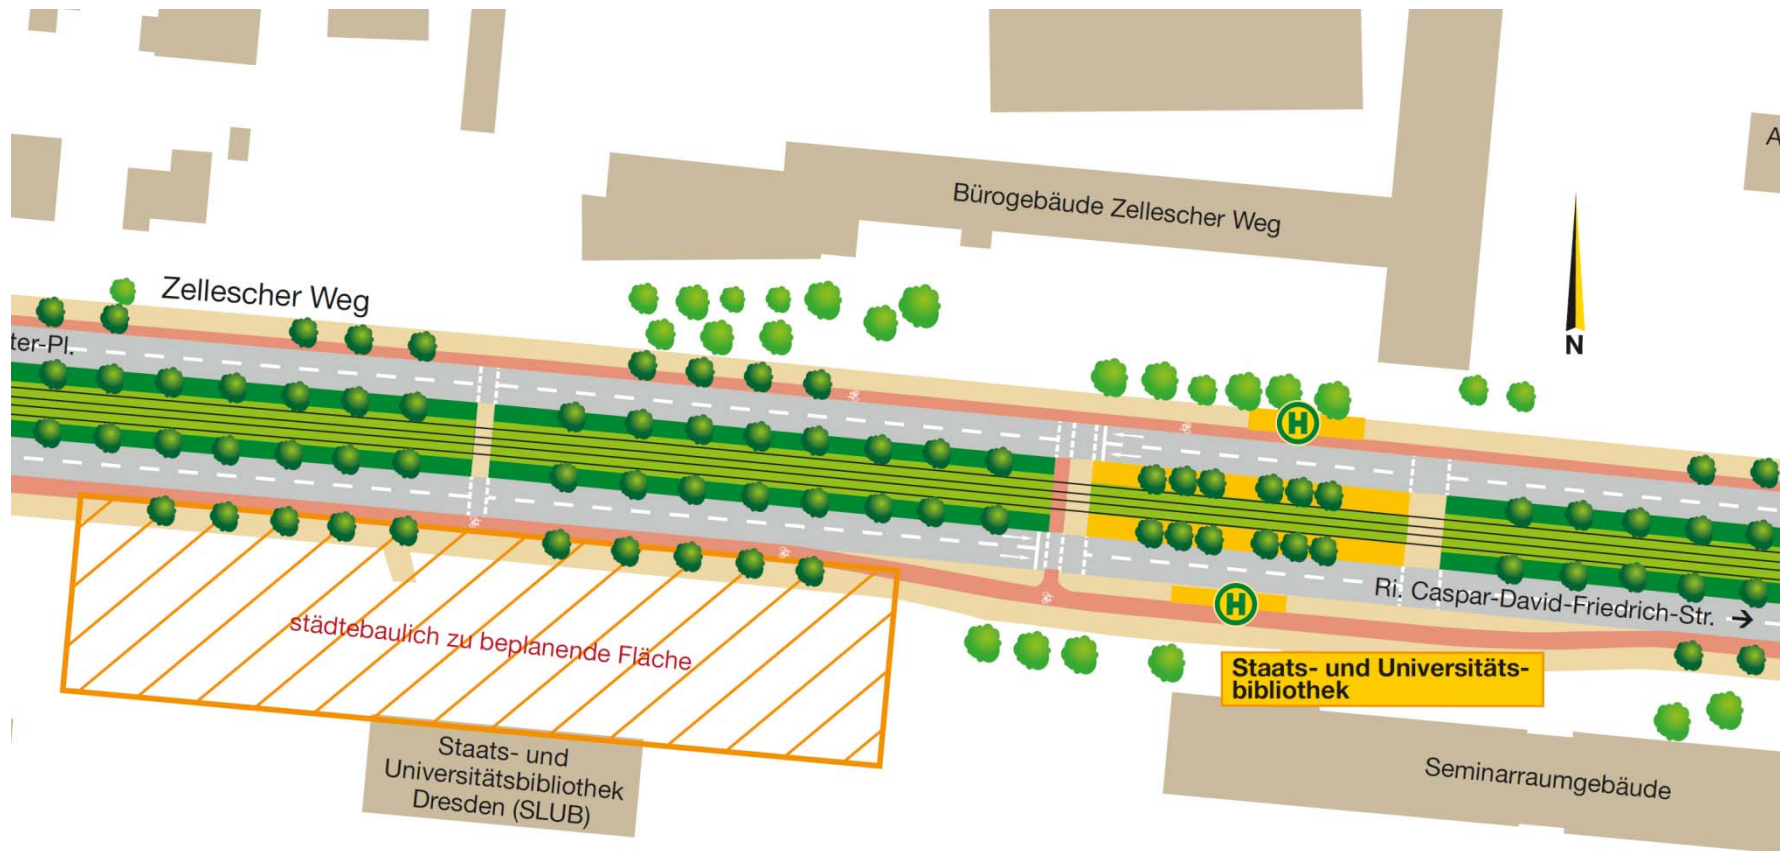 A
Bürogebäude Zellescher Weg
Zellescher Weg
ter-Pl.
N
H
H
Ri. Caspar-David-Friedrich-Str. →
städtebaulich zu beplanende Fläche
Staats- und Universitäts-
bibliothek
Staats- und
Universitätsbibliothek
Dresden (SLUB)
Seminarraumgebäude